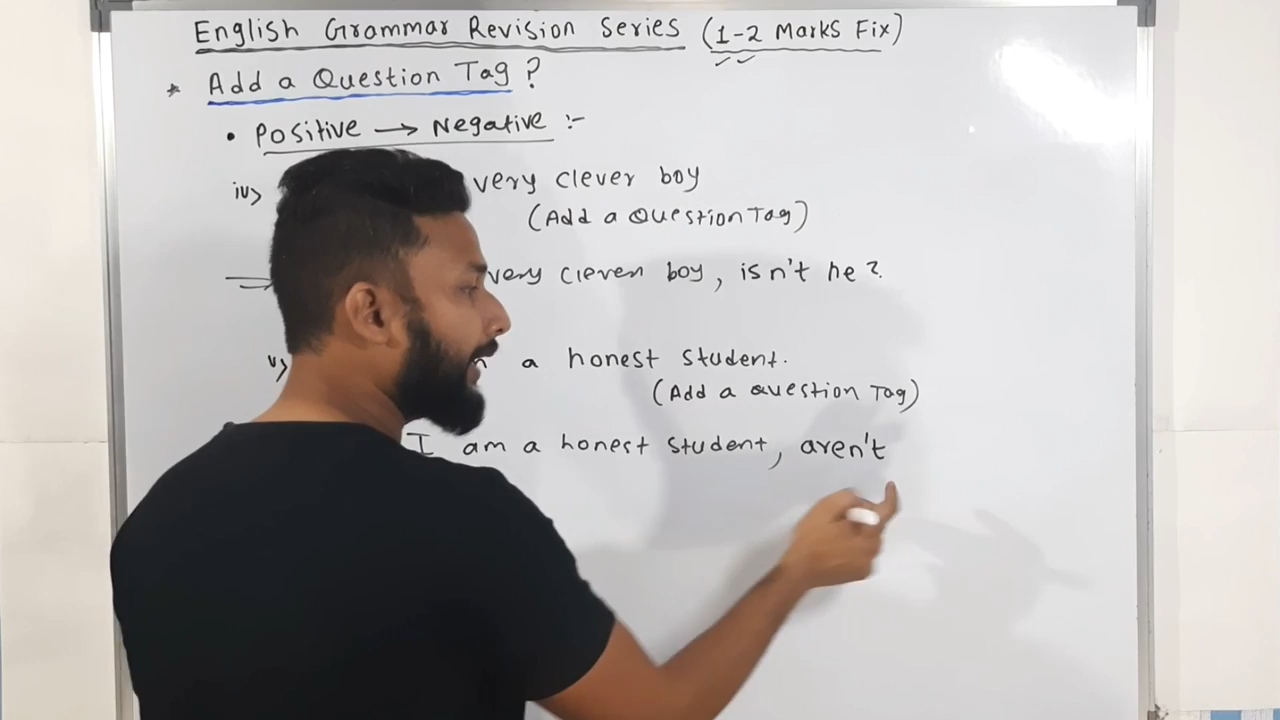 English Grammar Revision Series (1-2 Marks Fix)
* Add a Question Tag?
• Positive → Negative :-
iv> very clever boy
(Add a Question Tag)
⇒ very clever boy, isn't he?
v> a honest student.
(Add a Question Tag)
I am a honest student, aren't